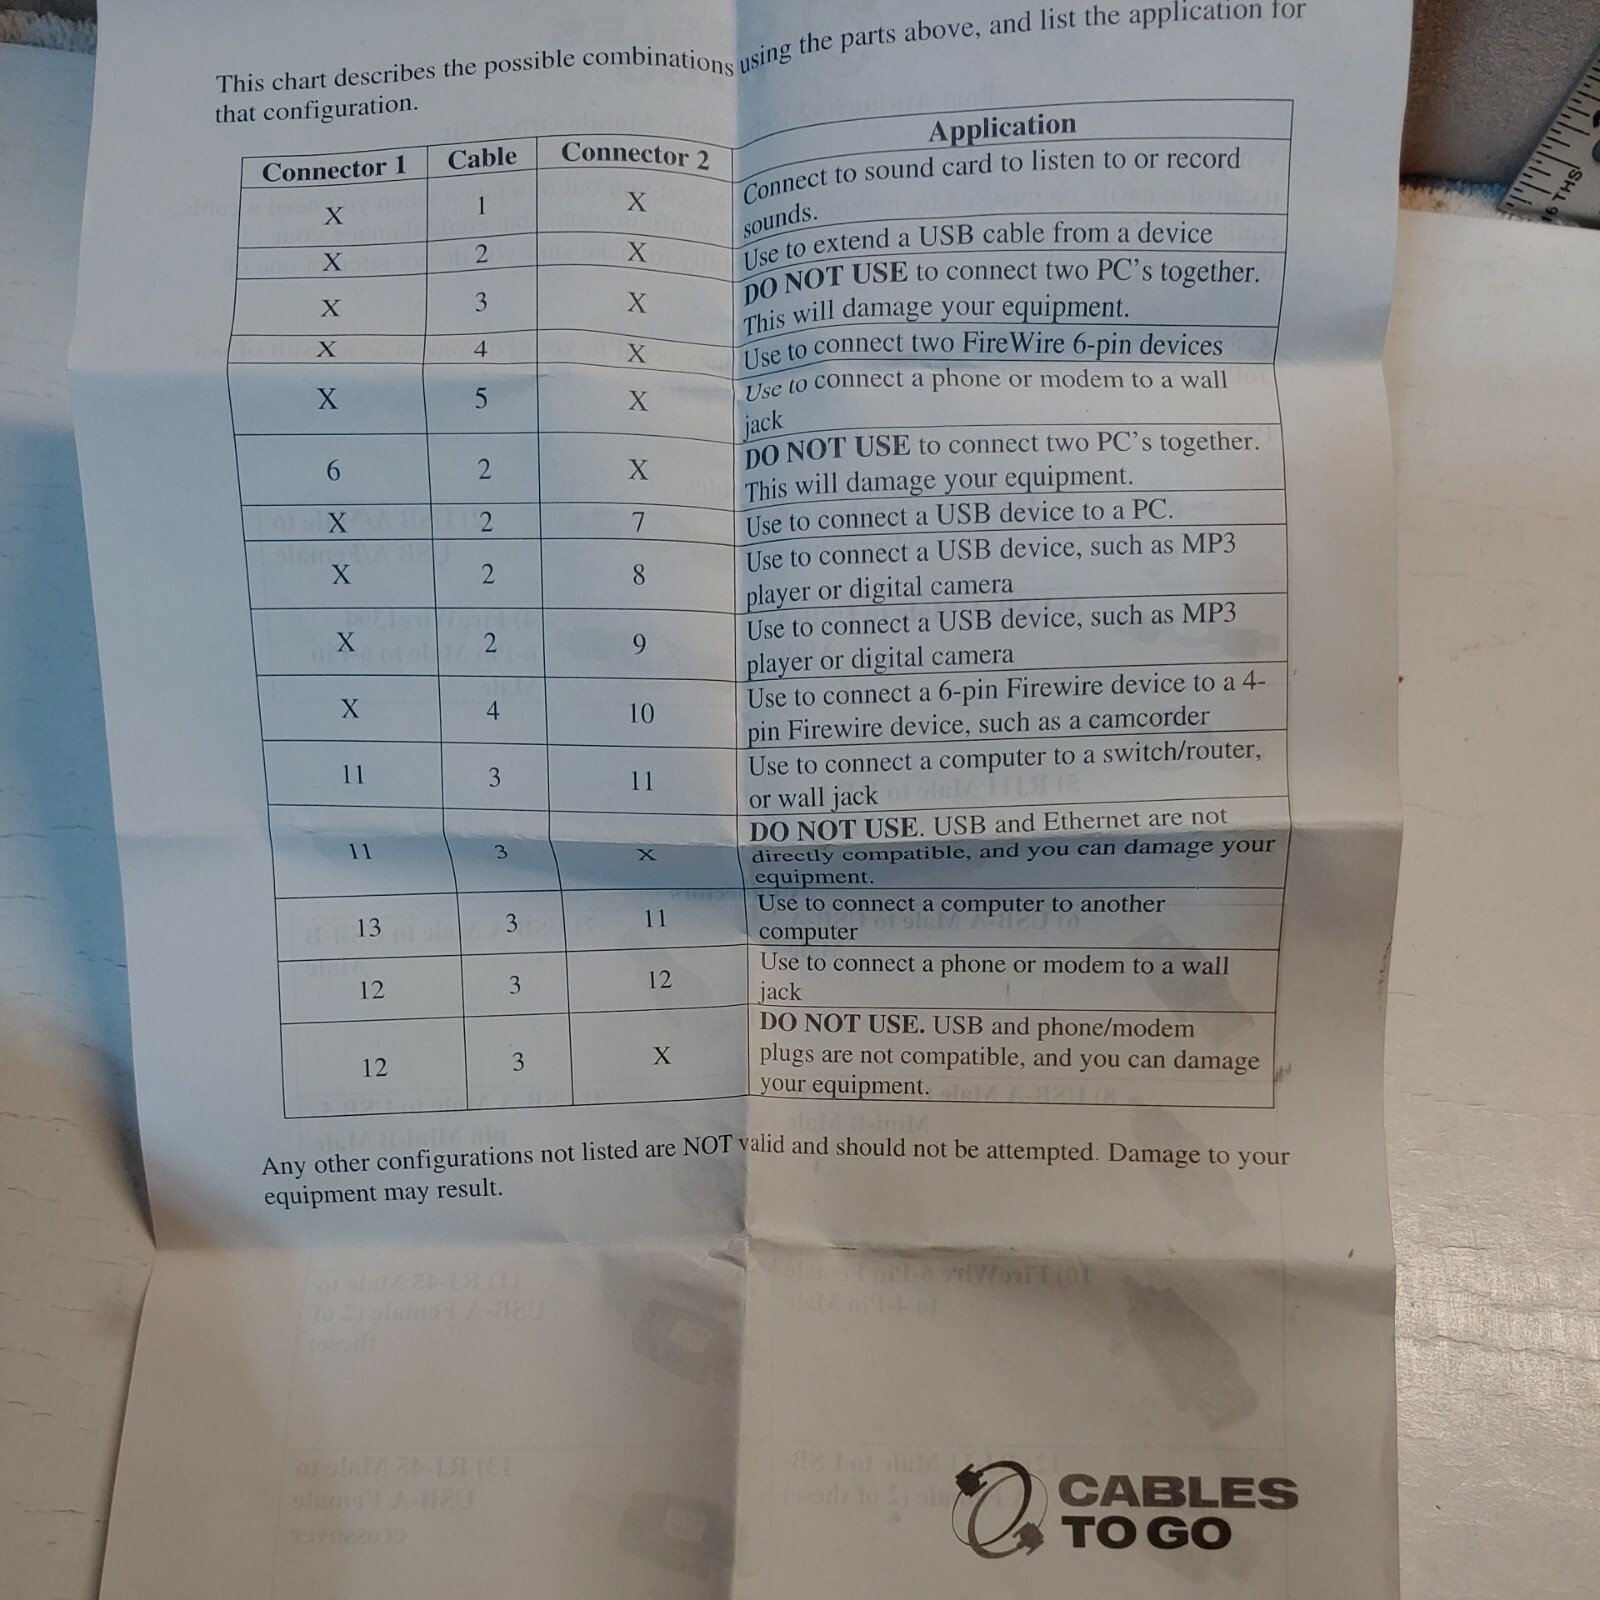 This chart describes the possible combinations using the parts above, and list the application for
that configuration.
Connector 1 Cable Connector 2 Application
X 1 X Connect to sound card to listen to or record
sounds.
X 2 X Use to extend a USB cable from a device
X 3 X DO NOT USE to connect two PC's together.
This will damage your equipment.
X 4 X Use to connect two FireWire 6-pin devices
X 5 X Use to connect a phone or modem to a wall
jack
6 2 X DO NOT USE to connect two PC's together.
This will damage your equipment.
X 2 7 Use to connect a USB device to a PC.
X 2 8 Use to connect a USB device, such as MP3
player or digital camera
X 2 9 Use to connect a USB device, such as MP3
player or digital camera
X 4 10 Use to connect a 6-pin Firewire device to a 4-
pin Firewire device, such as a camcorder
11 3 11 Use to connect a computer to a switch/router,
or wall jack
11 3 x DO NOT USE. USB and Ethernet are not
directly compatible, and you can damage your
equipment.
13 3 11 Use to connect a computer to another
computer
12 3 12 Use to connect a phone or modem to a wall
jack
12 3 X DO NOT USE. USB and phone/modem
plugs are not compatible, and you can damage
your equipment.
Any other configurations not listed are NOT valid and should not be attempted. Damage to your
equipment may result.
CABLES
TO GO
16 THS